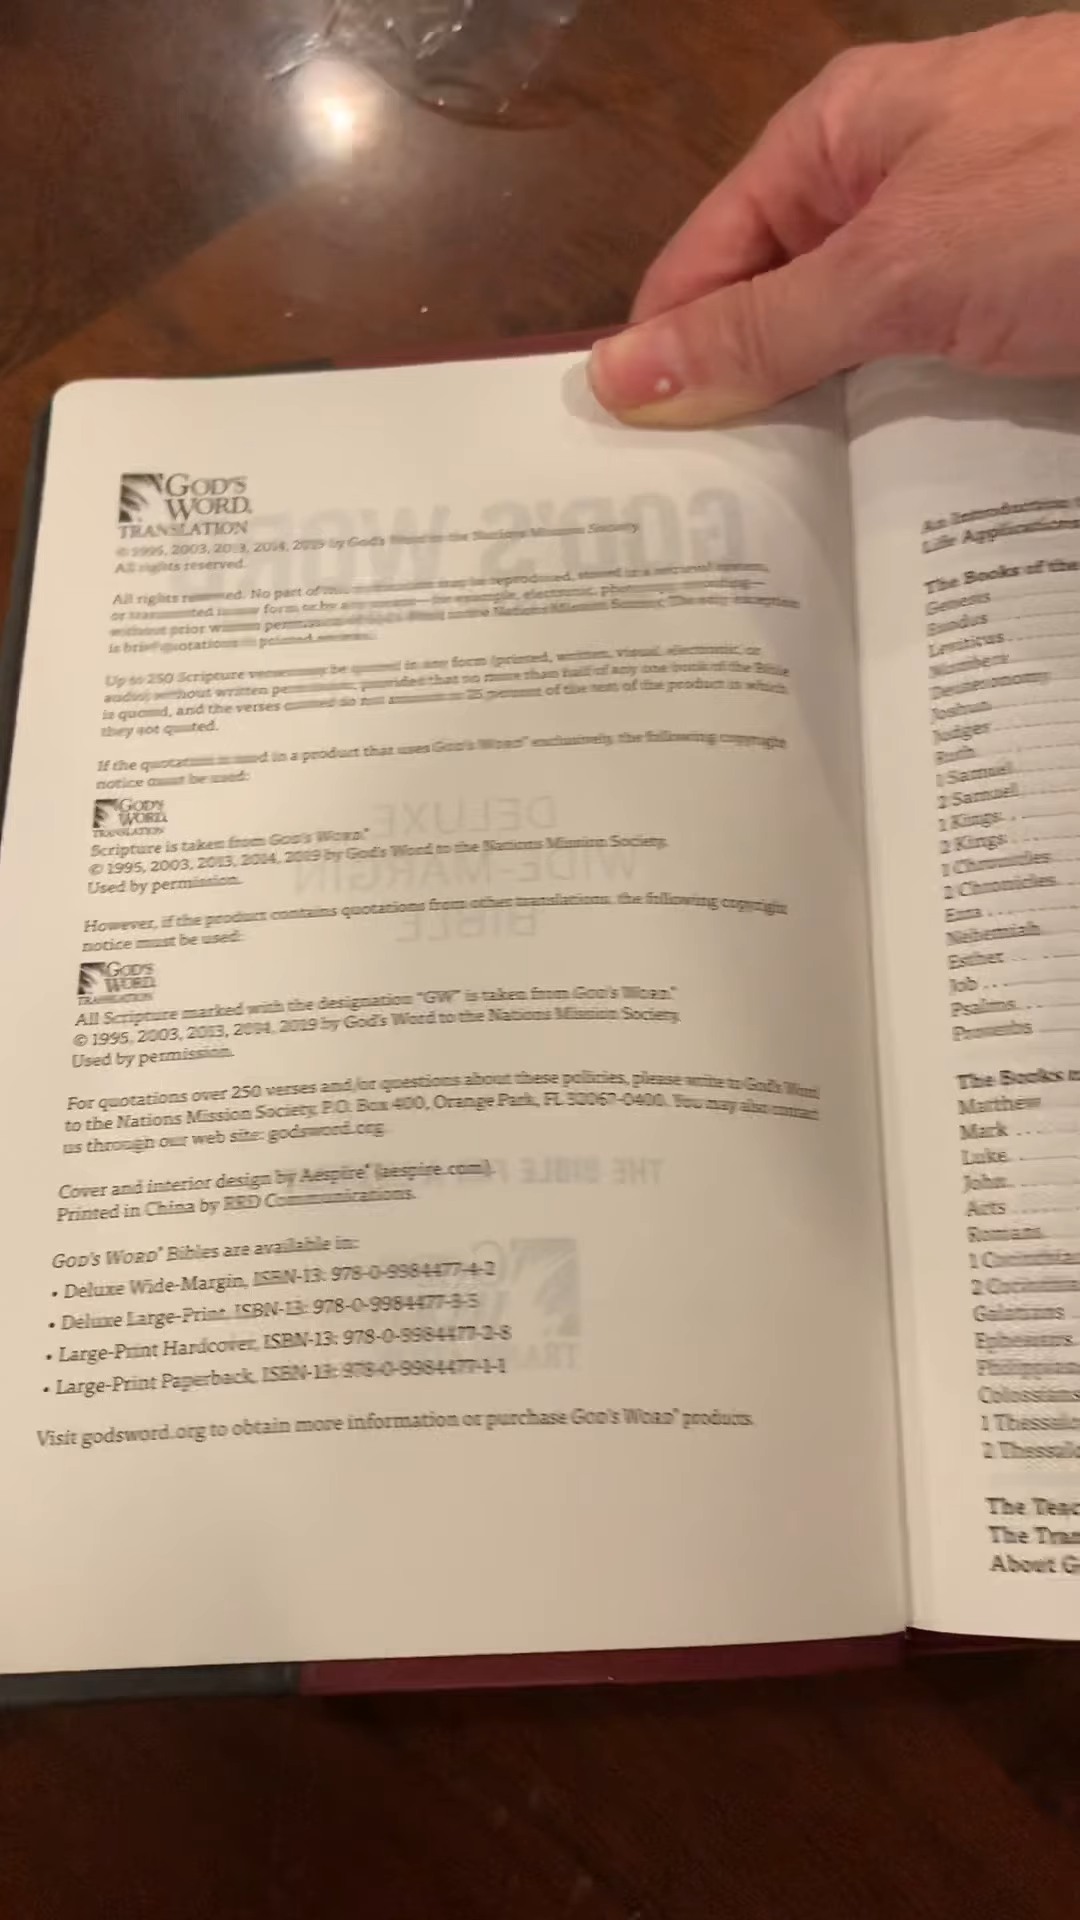 GOD'S
WORD
TRANSLATION
© 1995, 2003, 2013, 2014, 2019 by God's Word to the Nations Mission Society.
All rights reserved.
All rights reserved. No part of this may be reproduced, stored in a retrieval system,
or transmitted in any form or by any means—for example, electronic, photocopy, recording—
without prior written permission of God's Word to the Nations Mission Society. The only exception
is brief quotations in printed reviews.
Up to 250 Scripture verses may be quoted in any form (printed, written, visual, electronic, or
audio) without written permission, provided that no more than half of any one book of the Bible
is quoted, and the verses quoted do not amount to 25 percent of the text of the product in which
they are quoted.
If the quotation is used in a product that uses GOD'S WORD® exclusively, the following copyright
notice must be used:
GOD'S
WORD
TRANSLATION
Scripture is taken from GOD'S WORD®
© 1995, 2003, 2013, 2014, 2019 by God's Word to the Nations Mission Society.
Used by permission.
However, if the product contains quotations from other translations, the following copyright
notice must be used:
GOD'S
WORD
TRANSLATION
All Scripture marked with the designation "GW" is taken from GOD'S WORD®
© 1995, 2003, 2013, 2014, 2019 by God's Word to the Nations Mission Society.
Used by permission.
For quotations over 250 verses and/or questions about these policies, please write to God's Word
to the Nations Mission Society, P.O. Box 400, Orange Park, FL 32067-0400. You may also contact
us through our web site: godsword.org.
Cover and interior design by Aespire® (aespire.com).
Printed in China by RRD Communications.
GOD'S WORD® Bibles are available in:
• Deluxe Wide-Margin, ISBN-13: 978-0-9984477-4-2
• Deluxe Large-Print, ISBN-13: 978-0-9984477-3-5
• Large-Print Hardcover, ISBN-13: 978-0-9984477-2-8
• Large-Print Paperback, ISBN-13: 978-0-9984477-1-1
Visit godsword.org to obtain more information or purchase GOD'S WORD® products.
An Introduction
Life Application
The Books of the
Genesis
Exodus
Leviticus
Numbers
Deuteronomy
Joshua
Judges
Ruth
1 Samuel
2 Samuel
1 Kings
2 Kings
1 Chronicles
2 Chronicles
Ezra
Nehemiah
Esther
Job
Psalms
Proverbs
The Books
Matthew
Mark
Luke
John
Acts
Romans
1 Corinthian
2 Corinthia
Galatians
Ephesians
Philippian
Colossians
1 Thessalo
2 Thessalo
The Teac
The Tran
About G